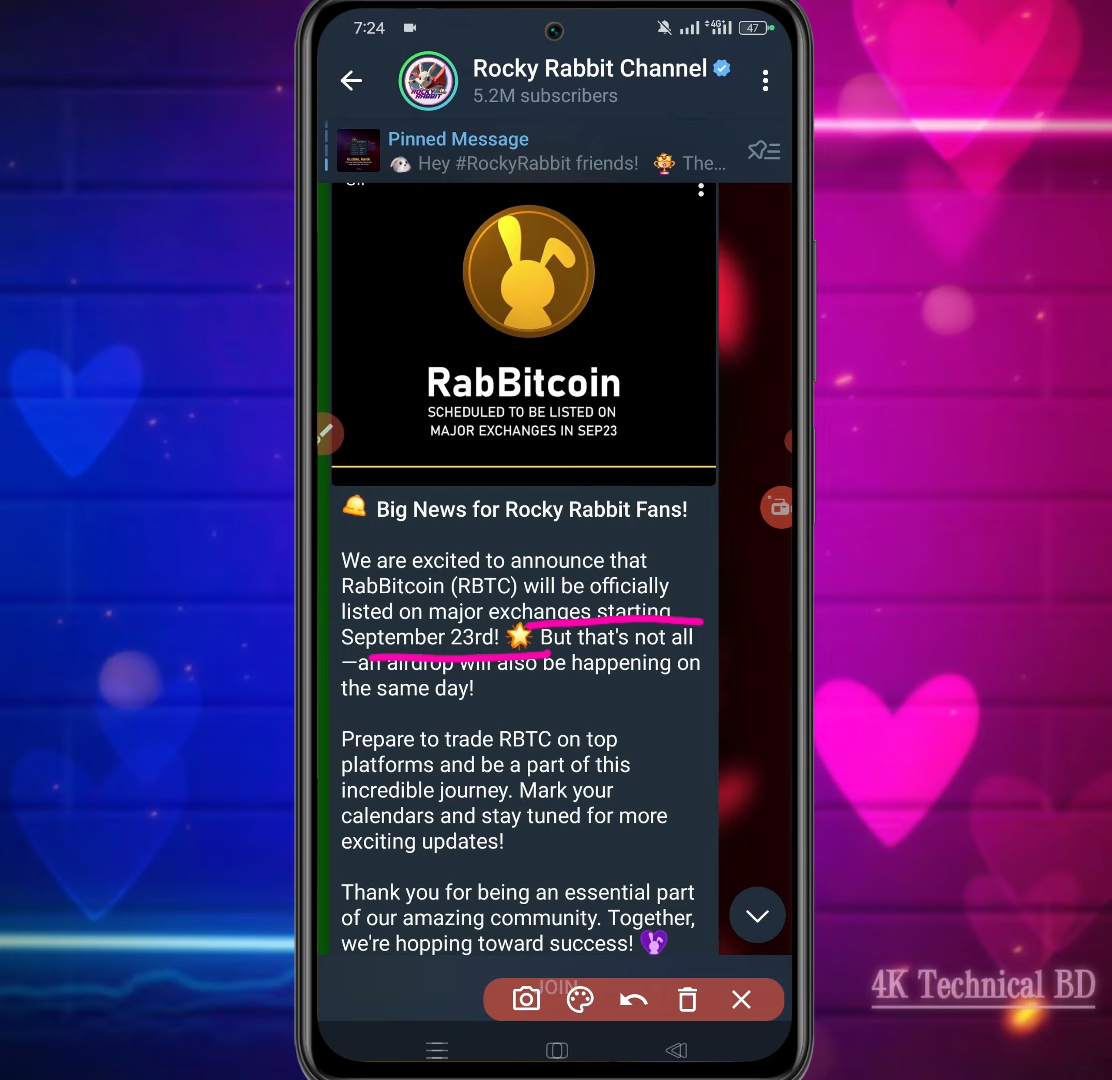 7:24
4G+
47
Rocky Rabbit Channel
5.2M subscribers
Pinned Message
Hey #RockyRabbit friends! The...
RabBitcoin
SCHEDULED TO BE LISTED ON
MAJOR EXCHANGES IN SEP23
Big News for Rocky Rabbit Fans!
We are excited to announce that
RabBitcoin (RBTC) will be officially
listed on major exchanges starting
September 23rd! But that's not all
—an airdrop will also be happening on
the same day!
Prepare to trade RBTC on top
platforms and be a part of this
incredible journey. Mark your
calendars and stay tuned for more
exciting updates!
Thank you for being an essential part
of our amazing community. Together,
we're hopping toward success!
JOIN
4K Technical BD